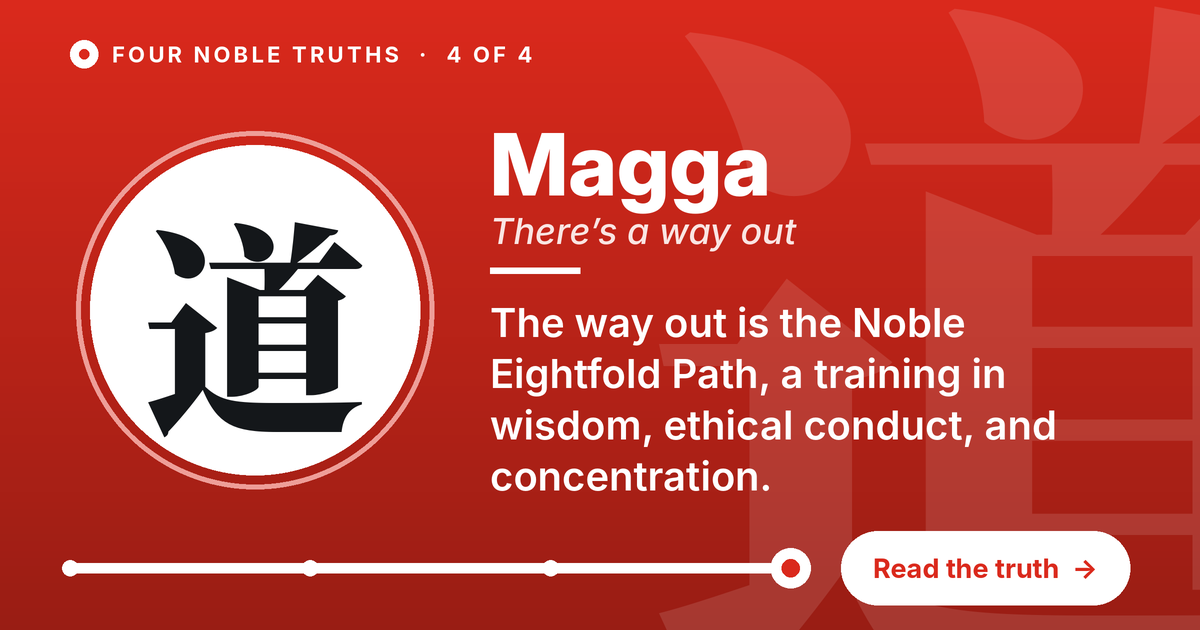 FOUR NOBLE TRUTHS · 4 OF 4
道
Magga
There’s a way out
The way out is the Noble
Eightfold Path, a training in
wisdom, ethical conduct, and
concentration.
Read the truth →